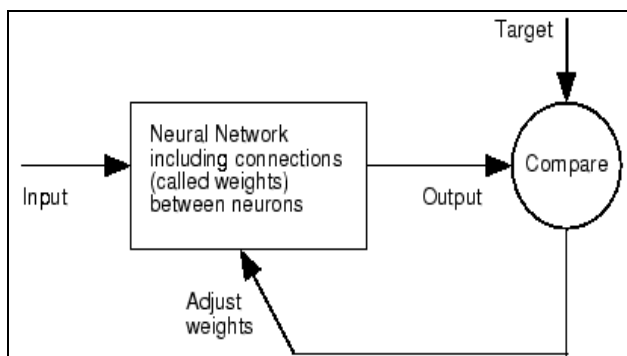 Target
Neural Network
including connections
(called weights)
between neurons
Compare
Input
Output
Adjust
weights